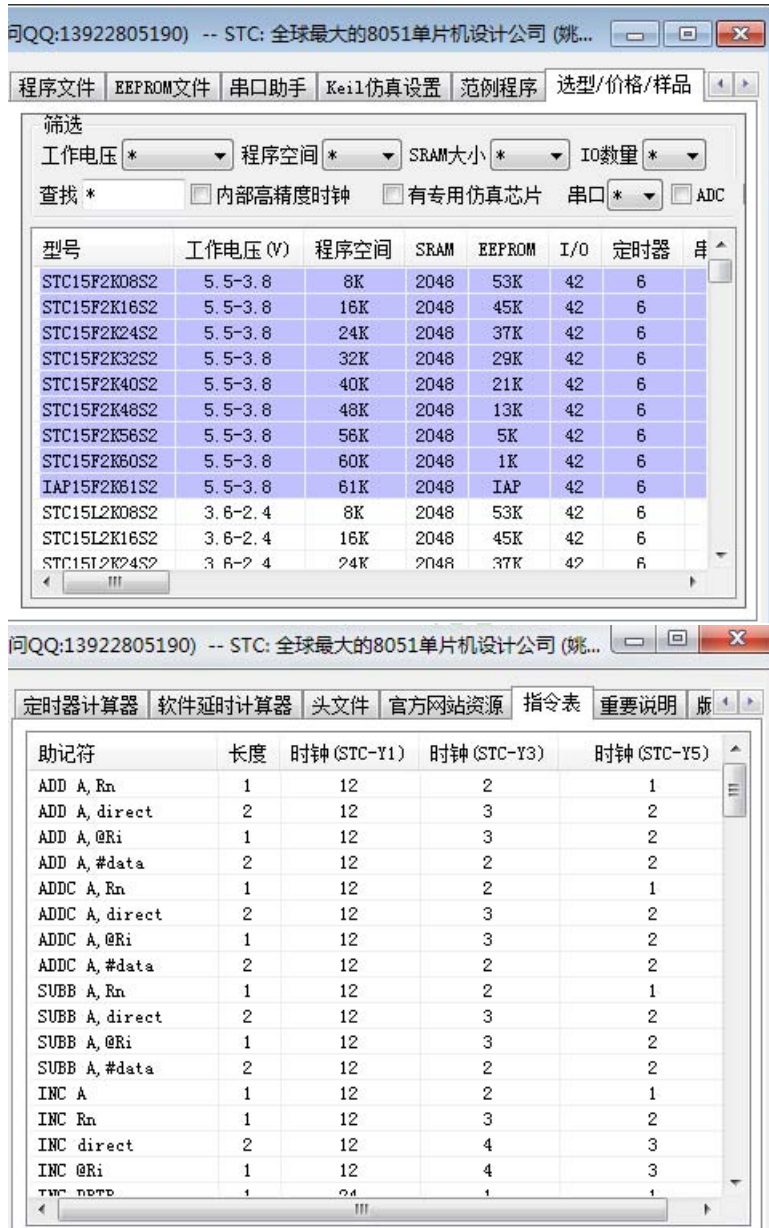 问QQ:13922805190) -- STC: 全球最大的8051单片机设计公司 (姚...
程序文件 EEPROM文件 串口助手 Keil仿真设置 范例程序 选型/价格/样品
筛选
工作电压 * 程序空间 * SRAM大小 * IO数量 *
查找 * 内部高精度时钟 有专用仿真芯片 串口 * ADC
型号 工作电压(V) 程序空间 SRAM EEPROM I/O 定时器 串
STC15F2K08S2 5.5-3.8 8K 2048 53K 42 6
STC15F2K16S2 5.5-3.8 16K 2048 45K 42 6
STC15F2K24S2 5.5-3.8 24K 2048 37K 42 6
STC15F2K32S2 5.5-3.8 32K 2048 29K 42 6
STC15F2K40S2 5.5-3.8 40K 2048 21K 42 6
STC15F2K48S2 5.5-3.8 48K 2048 13K 42 6
STC15F2K56S2 5.5-3.8 56K 2048 5K 42 6
STC15F2K60S2 5.5-3.8 60K 2048 1K 42 6
IAP15F2K61S2 5.5-3.8 61K 2048 IAP 42 6
STC15L2K08S2 3.6-2.4 8K 2048 53K 42 6
STC15L2K16S2 3.6-2.4 16K 2048 45K 42 6
STC15L2K24S2 3.6-2.4 24K 2048 37K 42 6
问QQ:13922805190) -- STC: 全球最大的8051单片机设计公司 (姚...
定时器计算器 软件延时计算器 头文件 官方网站资源 指令表 重要说明 版
助记符 长度 时钟(STC-Y1) 时钟(STC-Y3) 时钟(STC-Y5)
ADD A,Rn 1 12 2 1
ADD A,direct 2 12 3 2
ADD A,@Ri 1 12 3 2
ADD A,#data 2 12 2 2
ADDC A,Rn 1 12 2 1
ADDC A,direct 2 12 3 2
ADDC A,@Ri 1 12 3 2
ADDC A,#data 2 12 2 2
SUBB A,Rn 1 12 2 1
SUBB A,direct 2 12 3 2
SUBB A,@Ri 1 12 3 2
SUBB A,#data 2 12 2 2
INC A 1 12 2 1
INC Rn 1 12 3 2
INC direct 2 12 4 3
INC @Ri 1 12 4 3
INC DPTR 1 24 1 1